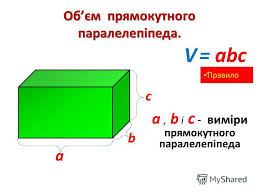 Об’єм прямокутного
паралелепіпеда.
V = abc
•Правило
c
b
a
a , b i c - виміри
прямокутного
паралелепіпеда
MyShared